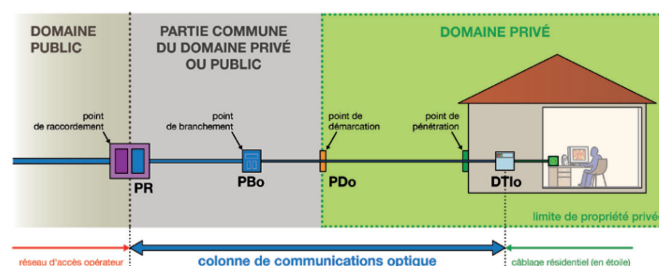 DOMAINE
PUBLIC
PARTIE COMMUNE
DU DOMAINE PRIVÉ
OU PUBLIC
DOMAINE PRIVÉ
point
de raccordement
point
de branchement
point de
démarcation
point de
pénétration
PR
PBo
PDo
DTIo
limite de propriété privée
réseau d'accès opérateur
colonne de communications optique
câblage résidentiel (en étoile)